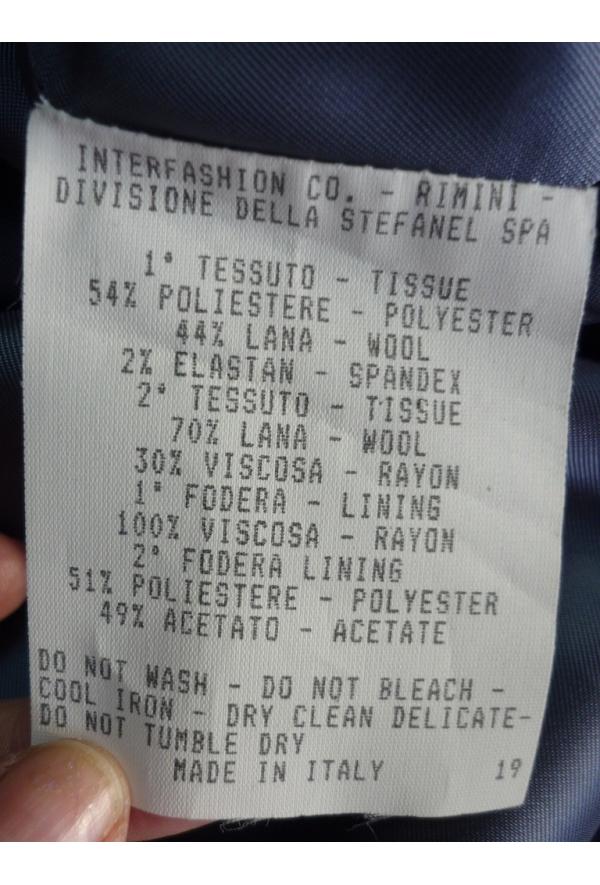 INTERFASHION CO. - RIMINI -
DIVISIONE DELLA STEFANEL SPA
1° TESSUTO - TISSUE
54% POLIESTERE - POLYESTER
44% LANA - WOOL
2% ELASTAN - SPANDEX
2° TESSUTO - TISSUE
70% LANA - WOOL
30% VISCOSA - RAYON
1° FODERA - LINING
100% VISCOSA - RAYON
2° FODERA LINING
51% POLIESTERE - POLYESTER
49% ACETATO - ACETATE
DO NOT WASH - DO NOT BLEACH -
COOL IRON - DRY CLEAN DELICATE-
DO NOT TUMBLE DRY
MADE IN ITALY 19